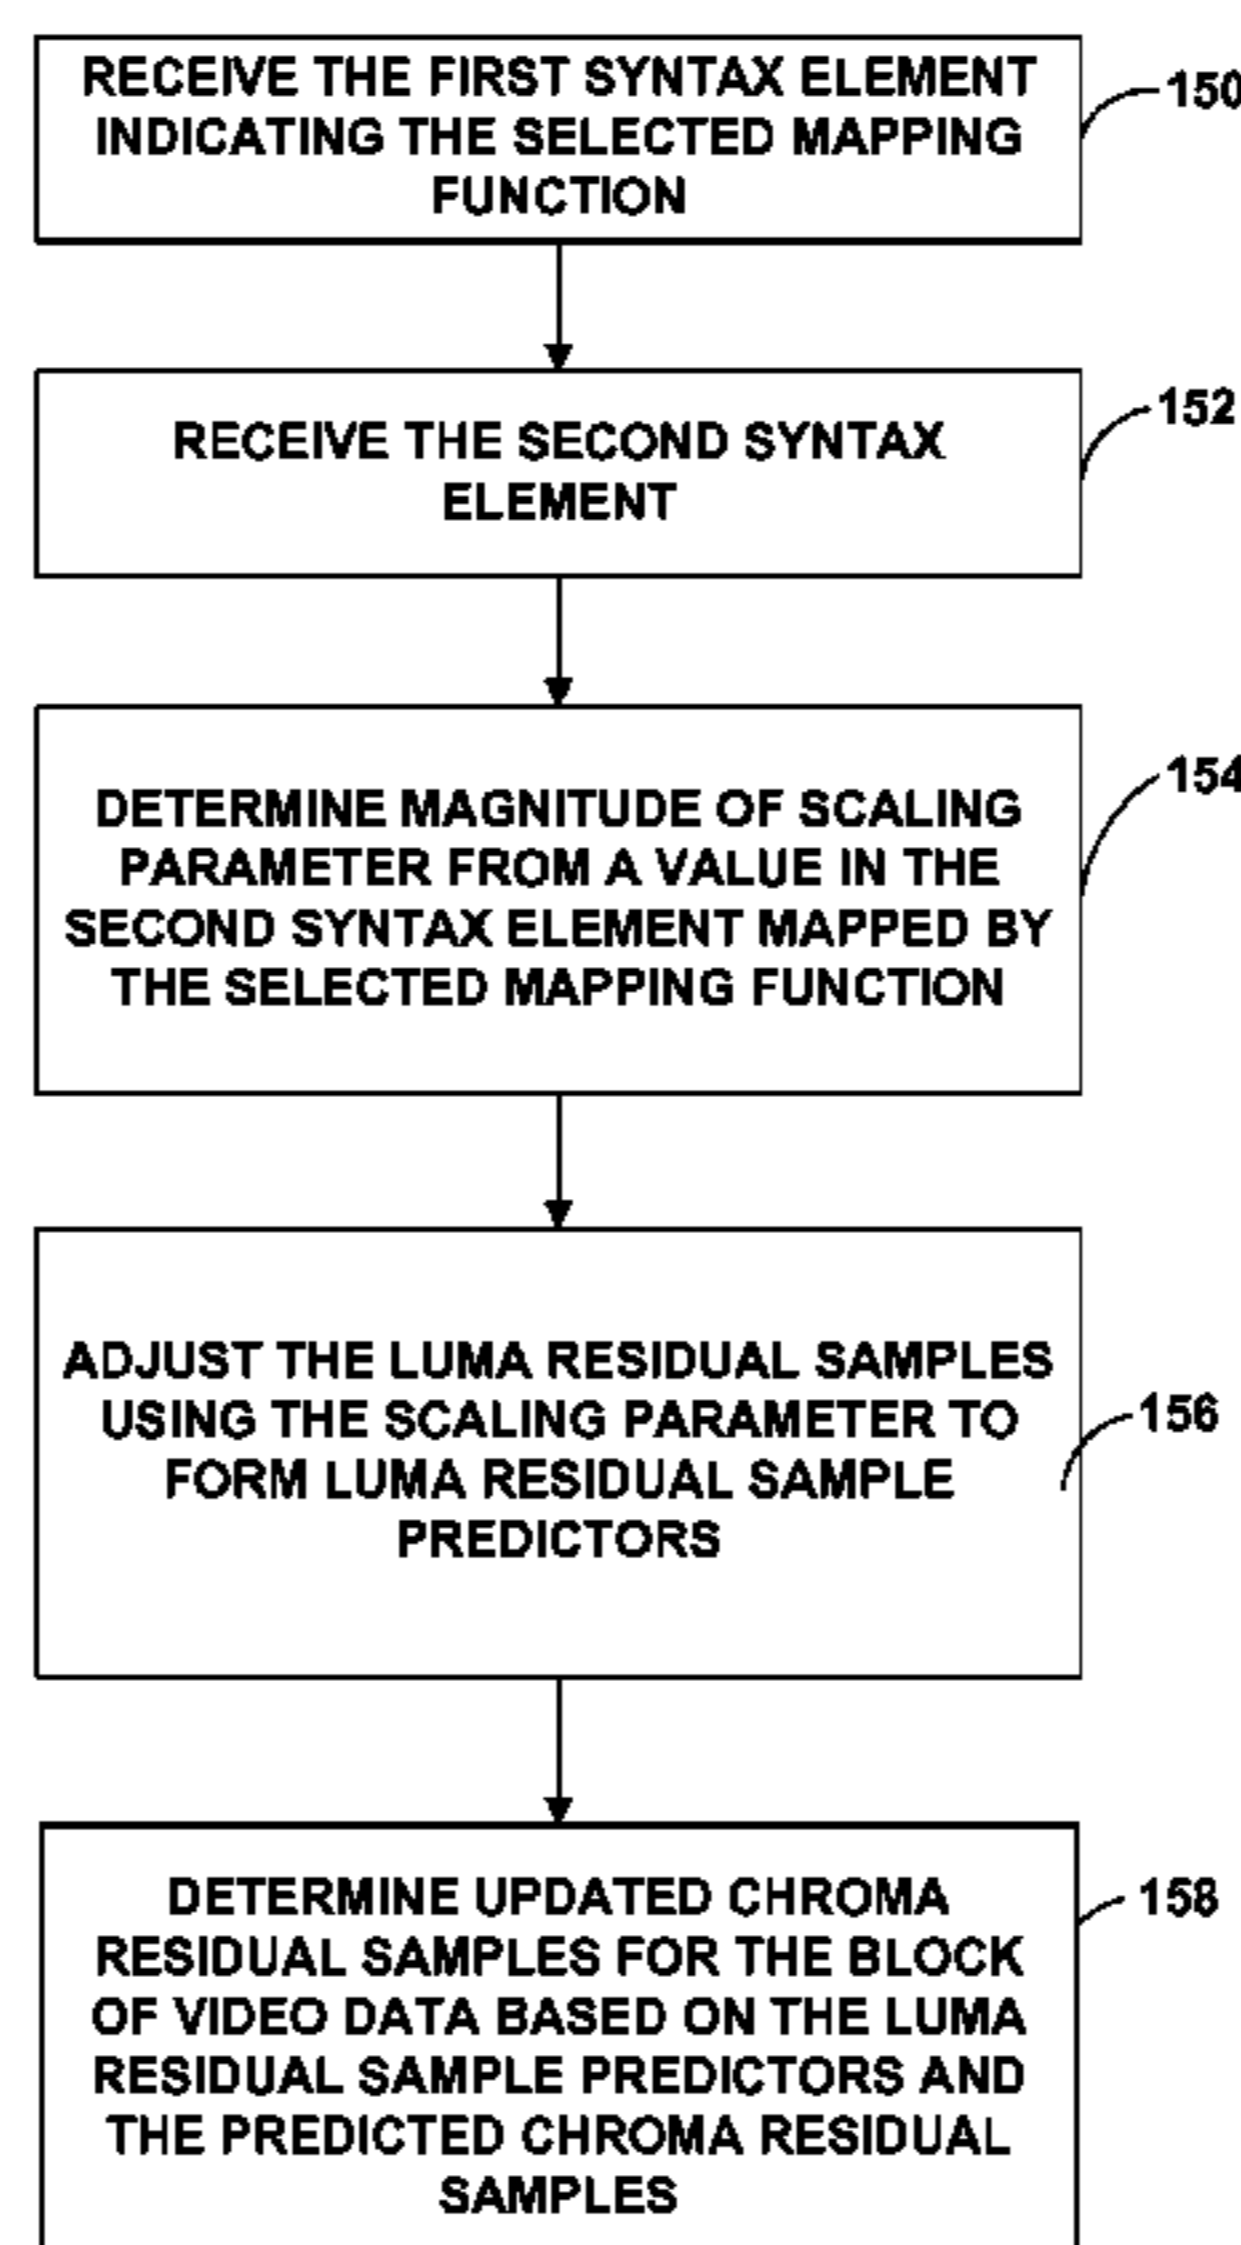 RECEIVE THE FIRST SYNTAX ELEMENT
INDICATING THE SELECTED MAPPING
FUNCTION
150
RECEIVE THE SECOND SYNTAX
ELEMENT
152
DETERMINE MAGNITUDE OF SCALING
PARAMETER FROM A VALUE IN THE
SECOND SYNTAX ELEMENT MAPPED BY
THE SELECTED MAPPING FUNCTION
154
ADJUST THE LUMA RESIDUAL SAMPLES
USING THE SCALING PARAMETER TO
FORM LUMA RESIDUAL SAMPLE
PREDICTORS
156
DETERMINE UPDATED CHROMA
RESIDUAL SAMPLES FOR THE BLOCK
OF VIDEO DATA BASED ON THE LUMA
RESIDUAL SAMPLE PREDICTORS AND
THE PREDICTED CHROMA RESIDUAL
SAMPLES
158